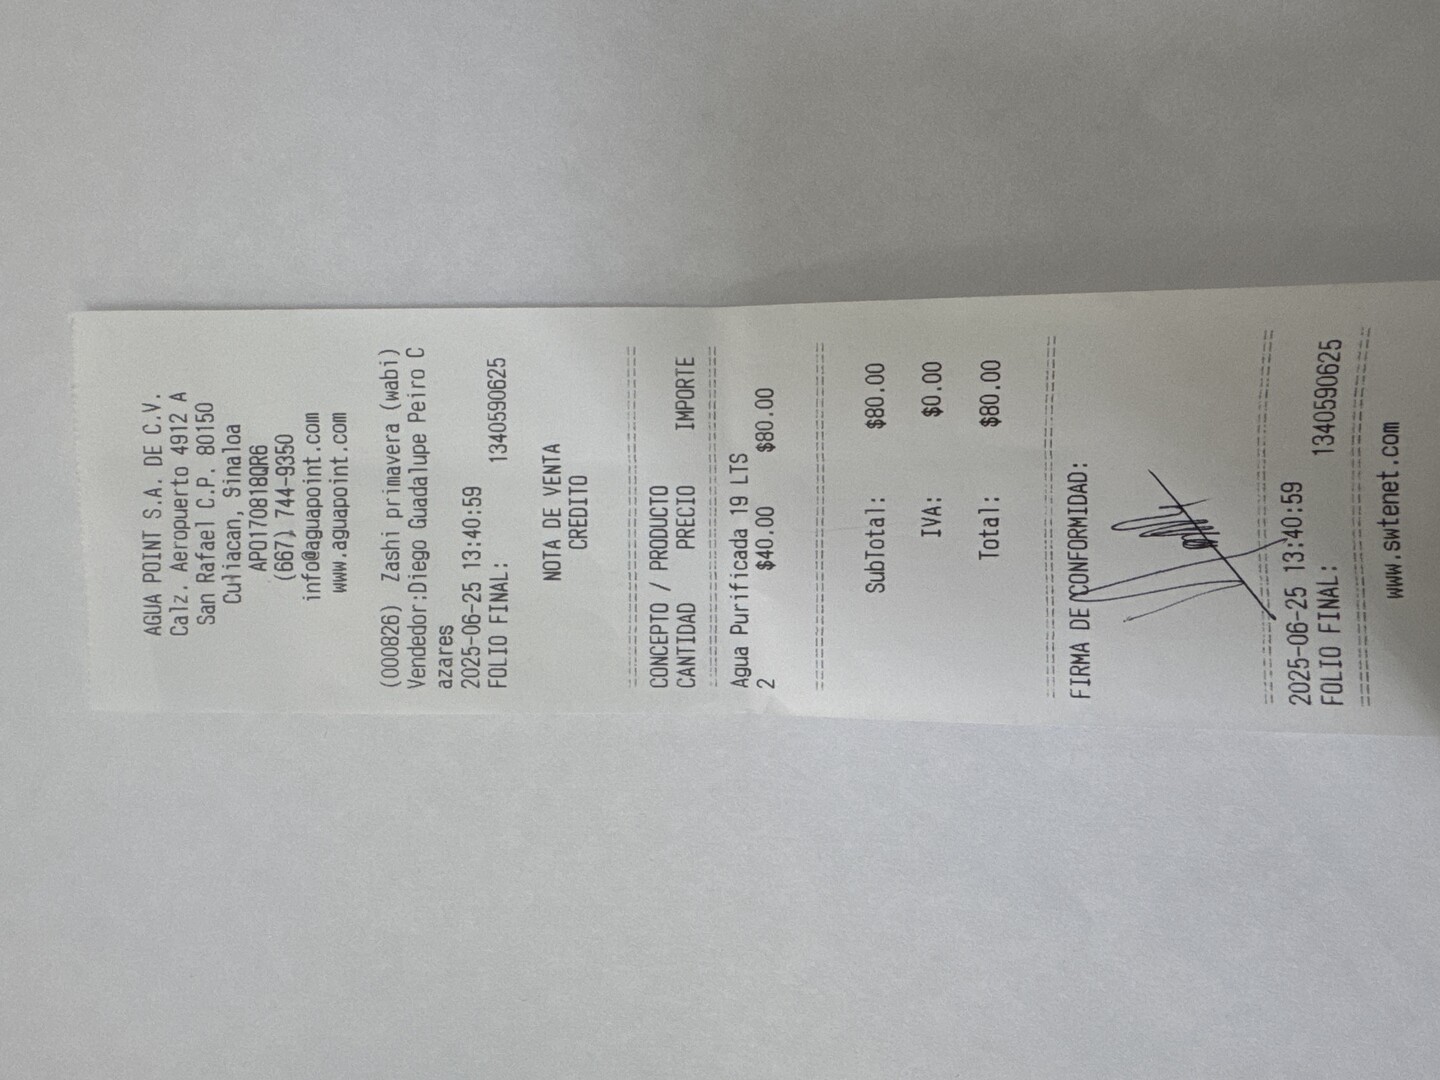 AGUA POINT S.A. DE C.V.
Calz. Aeropuerto 4912 A
San Rafael C.P. 80150
Culiacan, Sinaloa
APO170818QR6
(667) 744-9350
info@aguapoint.com
www.aguapoint.com
(000826) Zashi primavera (wabi)
Vendedor:Diego Guadalupe Peiro C
azares
2025-06-25 13:40:59
FOLIO FINAL: 1340590625
NOTA DE VENTA
CREDITO
================================
CONCEPTO / PRODUCTO
CANTIDAD PRECIO IMPORTE
================================
Agua Purificada 19 LTS
2 $40.00 $80.00
================================
SubTotal: $80.00
IVA: $0.00
Total: $80.00
================================
FIRMA DE CONFORMIDAD:
================================
2025-06-25 13:40:59
FOLIO FINAL: 1340590625
================================
www.swtenet.com